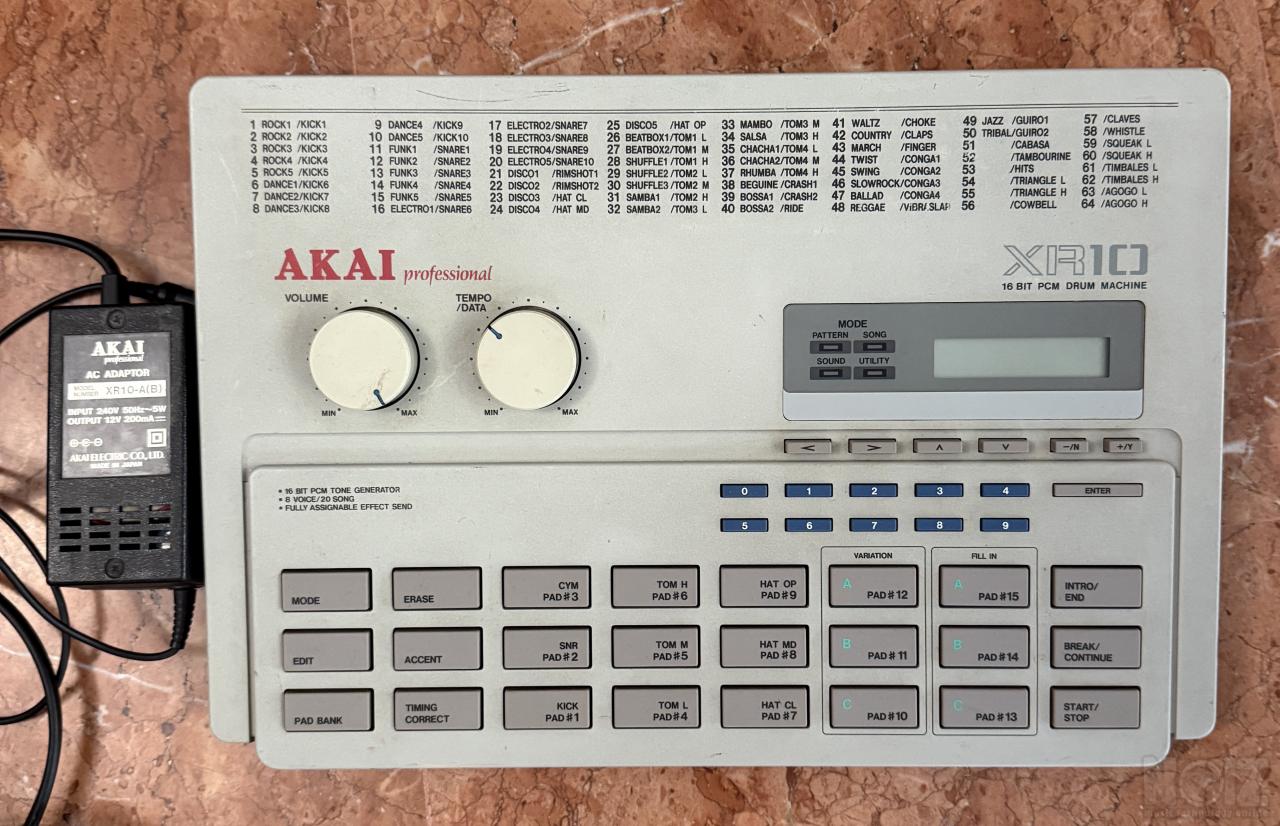 1 ROCK1 /KICK1
2 ROCK2 /KICK2
3 ROCK3 /KICK3
4 ROCK4 /KICK4
5 ROCK5 /KICK5
6 DANCE1/KICK6
7 DANCE2/KICK7
8 DANCE3/KICK8
9 DANCE4 /KICK9
10 DANCE5 /KICK10
11 FUNK1 /SNARE1
12 FUNK2 /SNARE2
13 FUNK3 /SNARE3
14 FUNK4 /SNARE4
15 FUNK5 /SNARE5
16 ELECTRO1/SNARE6
17 ELECTRO2/SNARE7
18 ELECTRO3/SNARE8
19 ELECTRO4/SNARE9
20 ELECTRO5/SNARE10
21 DISCO1 /RIMSHOT1
22 DISCO2 /RIMSHOT2
23 DISCO3 /HAT CL
24 DISCO4 /HAT MD
25 DISCO5 /HAT OP
26 BEATBOX1/TOM1 L
27 BEATBOX2/TOM1 M
28 SHUFFLE1 /TOM1 H
29 SHUFFLE2 /TOM2 L
30 SHUFFLE3 /TOM2 M
31 SAMBA1 /TOM2 H
32 SAMBA2 /TOM3 L
33 MAMBO /TOM3 M
34 SALSA /TOM3 H
35 CHACHA1/TOM4 L
36 CHACHA2/TOM4 M
37 RHUMBA /TOM4 H
38 BEGUINE /CRASH1
39 BOSSA1 /CRASH2
40 BOSSA2 /RIDE
41 WALTZ /CHOKE
42 COUNTRY /CLAPS
43 MARCH /FINGER
44 TWIST /CONGA1
45 SWING /CONGA2
46 SLOWROCK/CONGA3
47 BALLAD /CONGA4
48 REGGAE /VIBR.SLAP
49 JAZZ /GUIRO1
50 TRIBAL/GUIRO2
51 /CABASA
52 /TAMBOURINE
53 /HITS
54 /TRIANGLE L
55 /TRIANGLE H
56 /COWBELL
57 /CLAVES
58 /WHISTLE
59 /SQUEAK L
60 /SQUEAK H
61 /TIMBALES L
62 /TIMBALES H
63 /AGOGO L
64 /AGOGO H
AKAI professional
XR10
16 BIT PCM DRUM MACHINE
VOLUME
MIN MAX
TEMPO
/DATA
MIN MAX
MODE
PATTERN SONG
SOUND UTILITY
< > ∧ ∨ −/N +/Y
AKAI
professional
AC ADAPTOR
MODEL NUMBER XR10-A(B)
INPUT 240V 50Hz~5W
OUTPUT 12V 200mA
AKAI ELECTRIC CO., LTD.
MADE IN JAPAN
• 16 BIT PCM TONE GENERATOR
• 8 VOICE/20 SONG
• FULLY ASSIGNABLE EFFECT SEND
0 1 2 3 4 ENTER
5 6 7 8 9
VARIATION FILL IN
MODE
ERASE
CYM
PAD#3
TOM H
PAD#6
HAT OP
PAD#9
A PAD#12
A PAD#15
INTRO/
END
EDIT
ACCENT
SNR
PAD#2
TOM M
PAD#5
HAT MD
PAD#8
B PAD#11
B PAD#14
BREAK/
CONTINUE
PAD BANK
TIMING
CORRECT
KICK
PAD#1
TOM L
PAD#4
HAT CL
PAD#7
C PAD#10
C PAD#13
START/
STOP